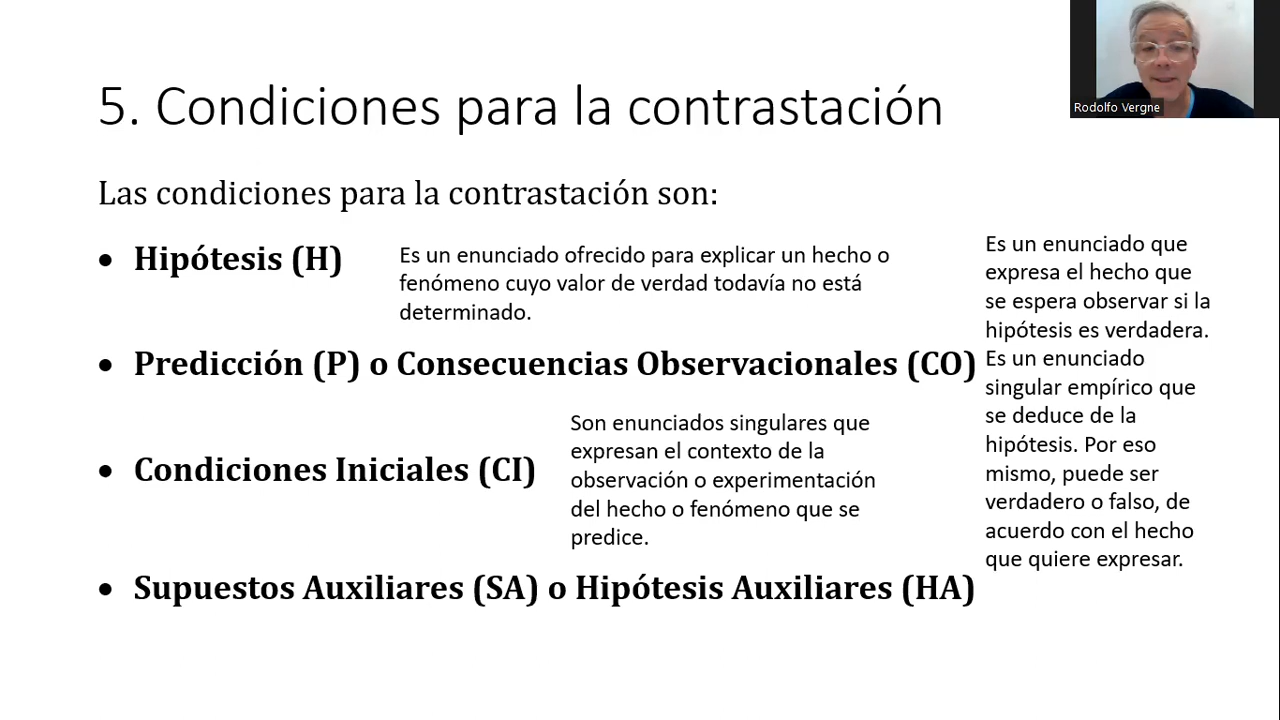 5. Condiciones para la contrastación
Rodolfo Vergne
Las condiciones para la contrastación son:
• Hipótesis (H)
Es un enunciado ofrecido para explicar un hecho o
fenómeno cuyo valor de verdad todavía no está
determinado.
• Predicción (P) o Consecuencias Observacionales (CO)
Es un enunciado que
expresa el hecho que
se espera observar si la
hipótesis es verdadera.
Es un enunciado
singular empírico que
se deduce de la
hipótesis. Por eso
mismo, puede ser
verdadero o falso, de
acuerdo con el hecho
que quiere expresar.
• Condiciones Iniciales (CI)
Son enunciados singulares que
expresan el contexto de la
observación o experimentación
del hecho o fenómeno que se
predice.
• Supuestos Auxiliares (SA) o Hipótesis Auxiliares (HA)